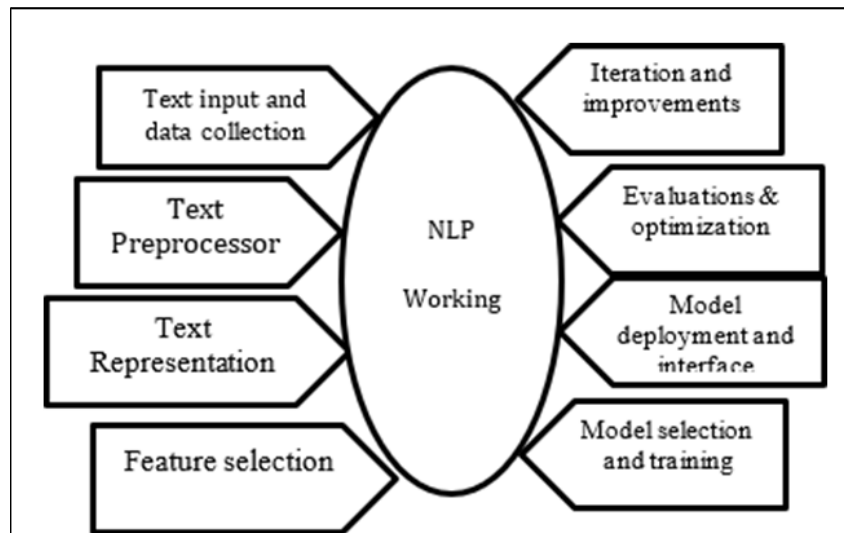 Text input and
data collection
Text
Preprocessor
Text
Representation
Feature selection
NLP
Working
Iteration and
improvements
Evaluations &
optimization
Model
deployment and
interface
Model selection
and training